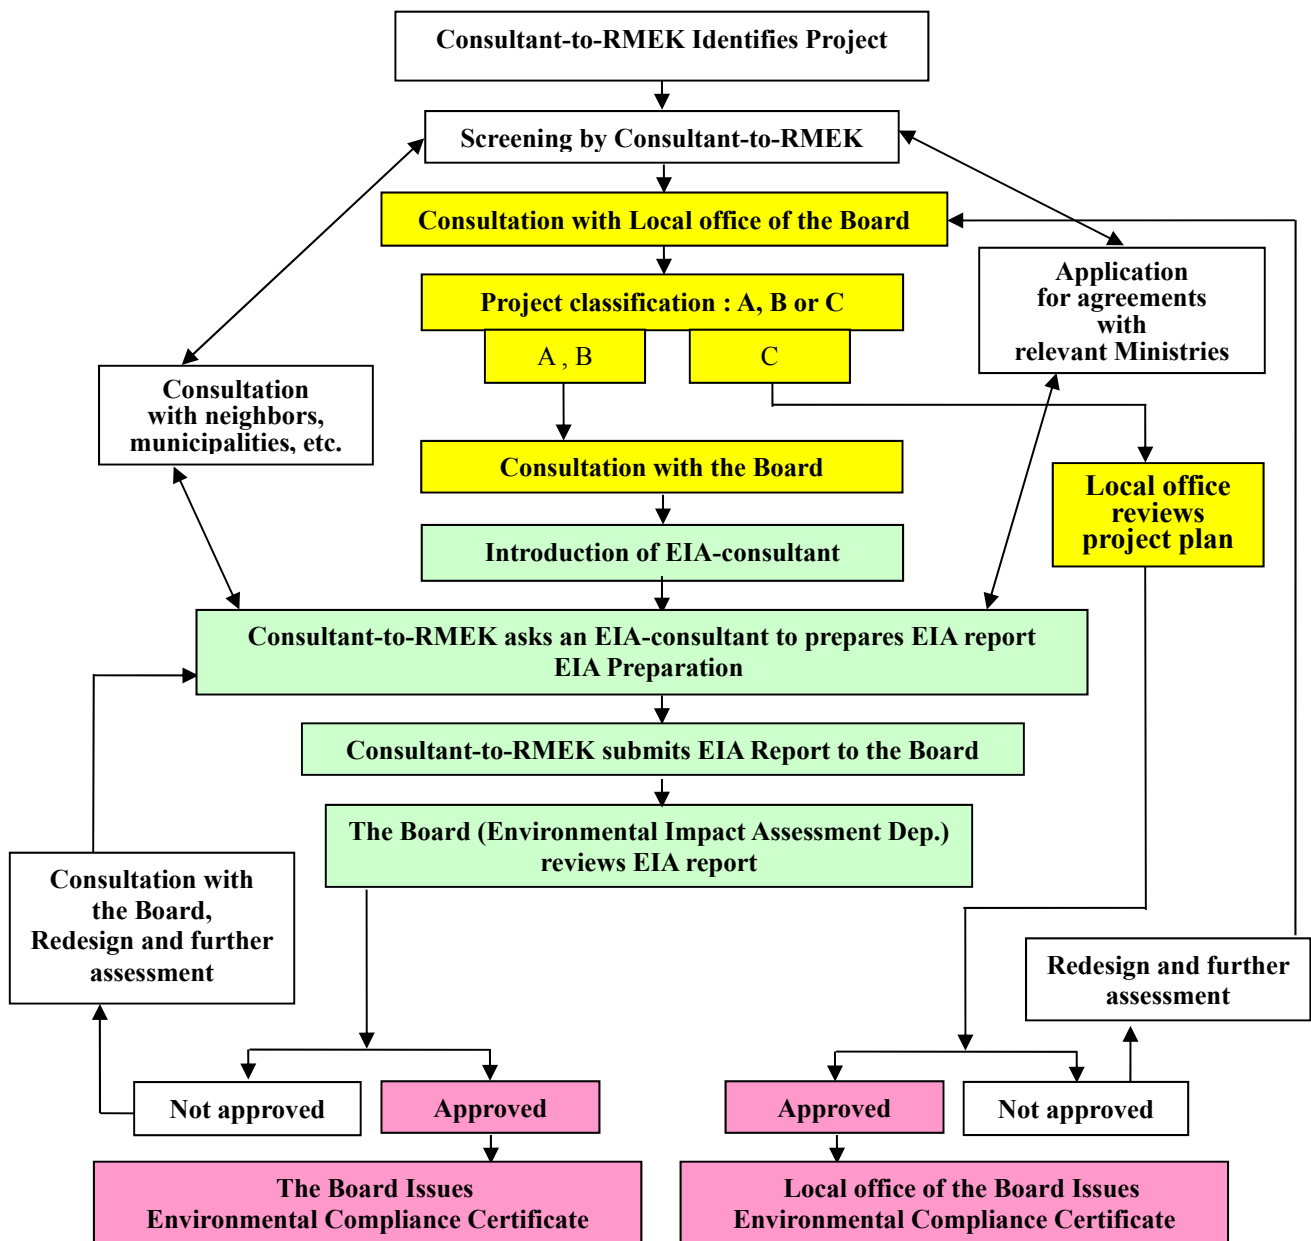 Consultant-to-RMEK Identifies Project
Screening by Consultant-to-RMEK
Consultation with Local office of the Board
Project classification : A, B or C
A , B
C
Application
for agreements
with
relevant Ministries
Consultation
with neighbors,
municipalities, etc.
Consultation with the Board
Local office
reviews
project plan
Introduction of EIA-consultant
Consultant-to-RMEK asks an EIA-consultant to prepares EIA report
EIA Preparation
Consultant-to-RMEK submits EIA Report to the Board
The Board (Environmental Impact Assessment Dep.)
reviews EIA report
Consultation with
the Board,
Redesign and further
assessment
Redesign and further
assessment
Not approved
Approved
Approved
Not approved
The Board Issues
Environmental Compliance Certificate
Local office of the Board Issues
Environmental Compliance Certificate